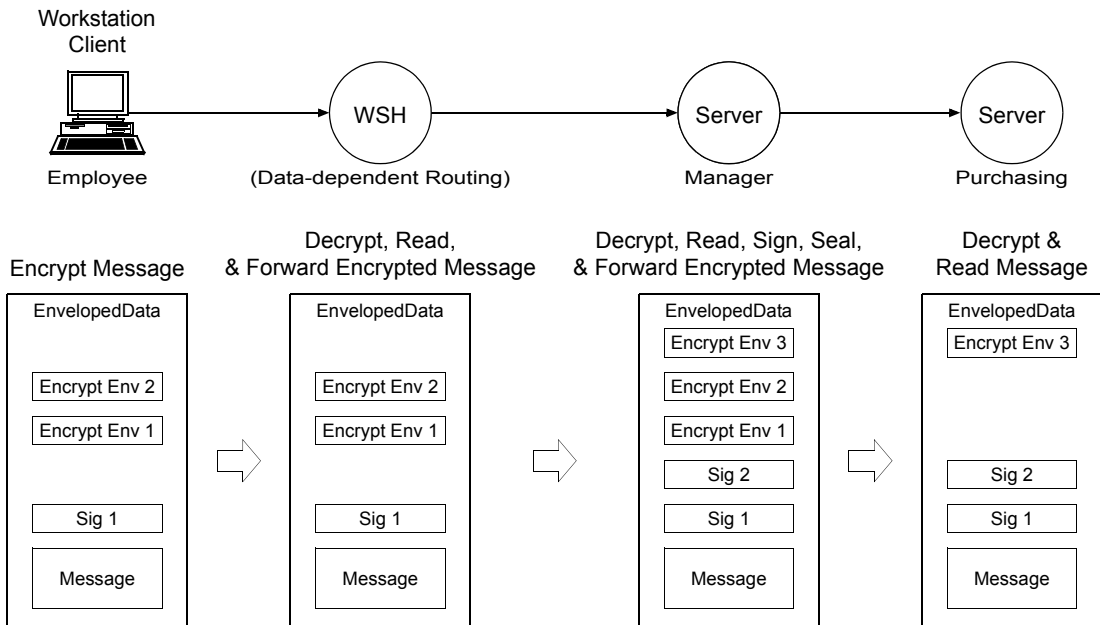 Workstation
Client
WSH
Server
Server
Employee
(Data-dependent Routing)
Manager
Purchasing
Encrypt Message
Decrypt, Read,
& Forward Encrypted Message
Decrypt, Read, Sign, Seal,
& Forward Encrypted Message
Decrypt &
Read Message
EnvelopedData
Encrypt Env 2
Encrypt Env 1
Sig 1
Message
EnvelopedData
Encrypt Env 2
Encrypt Env 1
Sig 1
Message
EnvelopedData
Encrypt Env 3
Encrypt Env 2
Encrypt Env 1
Sig 2
Sig 1
Message
EnvelopedData
Encrypt Env 3
Sig 2
Sig 1
Message